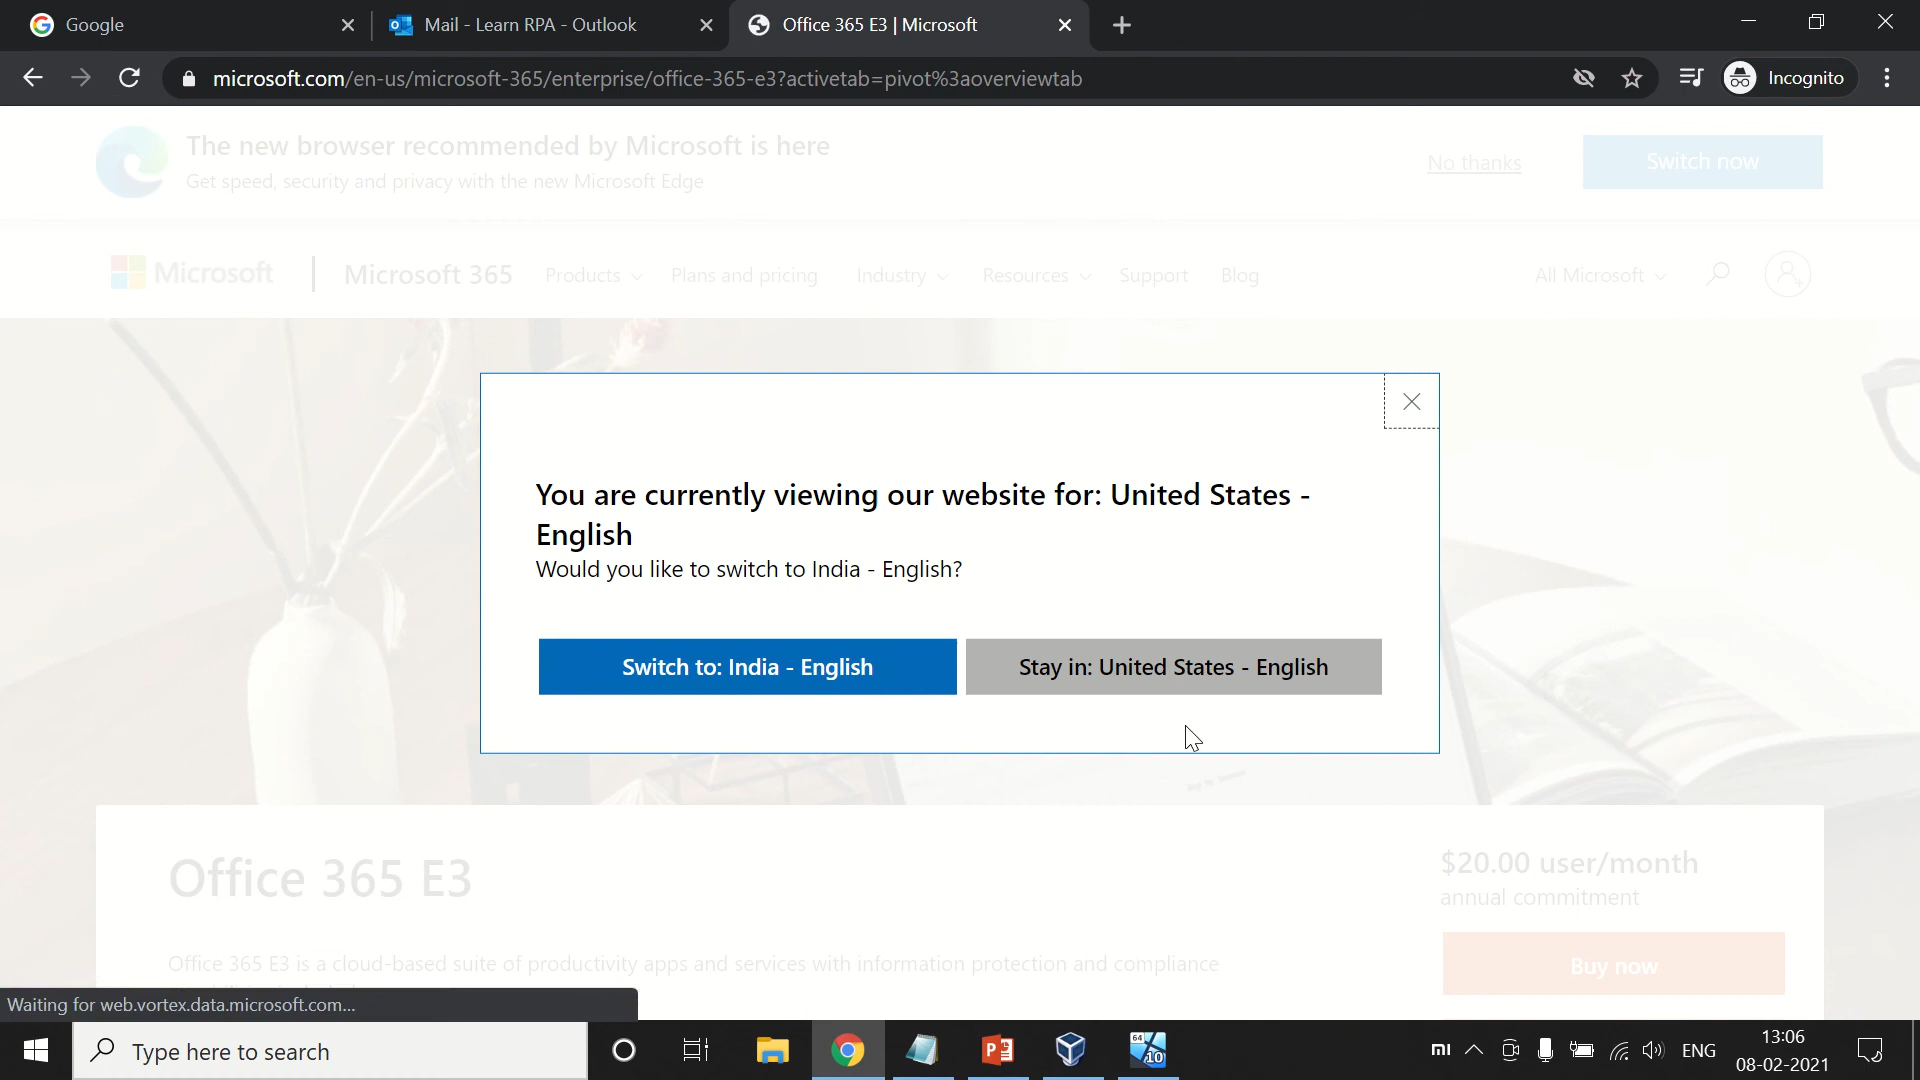 Google
Mail - Learn RPA - Outlook
Office 365 E3 | Microsoft
microsoft.com/en-us/microsoft-365/enterprise/office-365-e3?activetab=pivot%3aoverviewtab
Incognito
The new browser recommended by Microsoft is here
Get speed, security and privacy with the new Microsoft Edge
No thanks
Switch now
Microsoft
Microsoft 365
Products
Plans and pricing
Industry
Resources
Support
Blog
All Microsoft
You are currently viewing our website for: United States -
English
Would you like to switch to India - English?
Switch to: India - English
Stay in: United States - English
Office 365 E3
$20.00 user/month
annual commitment
Office 365 E3 is a cloud-based suite of productivity apps and services with information protection and compliance
Buy now
Waiting for web.vortex.data.microsoft.com...
Type here to search
64
10
mi
ENG
13:06
08-02-2021